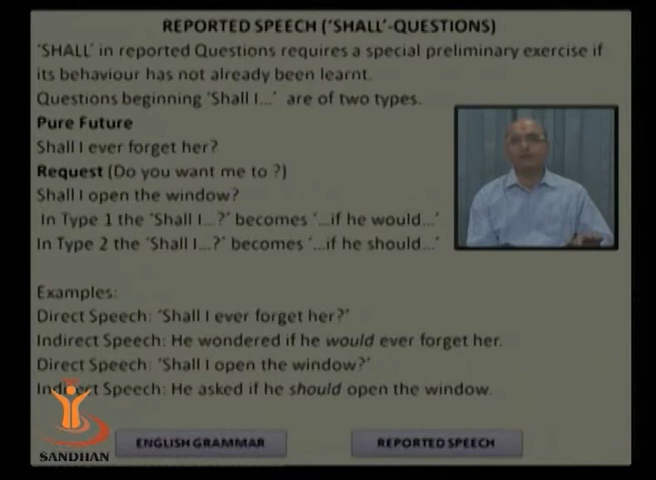 REPORTED SPEECH ('SHALL'-QUESTIONS)
'SHALL' in reported Questions requires a special preliminary exercise if
its behaviour has not already been learnt.
Questions beginning 'Shall I...' are of two types.
Pure Future
Shall I ever forget her?
Request (Do you want me to ?)
Shall I open the window?
In Type 1 the 'Shall I...?' becomes '...if he would...'
In Type 2 the 'Shall I...?' becomes '...if he should...'
Examples:
Direct Speech: 'Shall I ever forget her?'
Indirect Speech: He wondered if he would ever forget her.
Direct Speech: 'Shall I open the window?'
Indirect Speech: He asked if he should open the window.
SANDHAN
ENGLISH GRAMMAR
REPORTED SPEECH